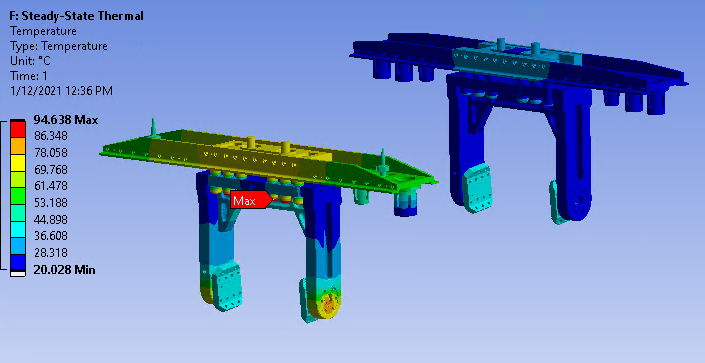 F: Steady-State Thermal
Temperature
Type: Temperature
Unit: °C
Time: 1
1/12/2021 12:36 PM
94.638 Max
86.348
78.058
69.768
61.478
53.188
44.898
36.608
28.318
20.028 Min
Max